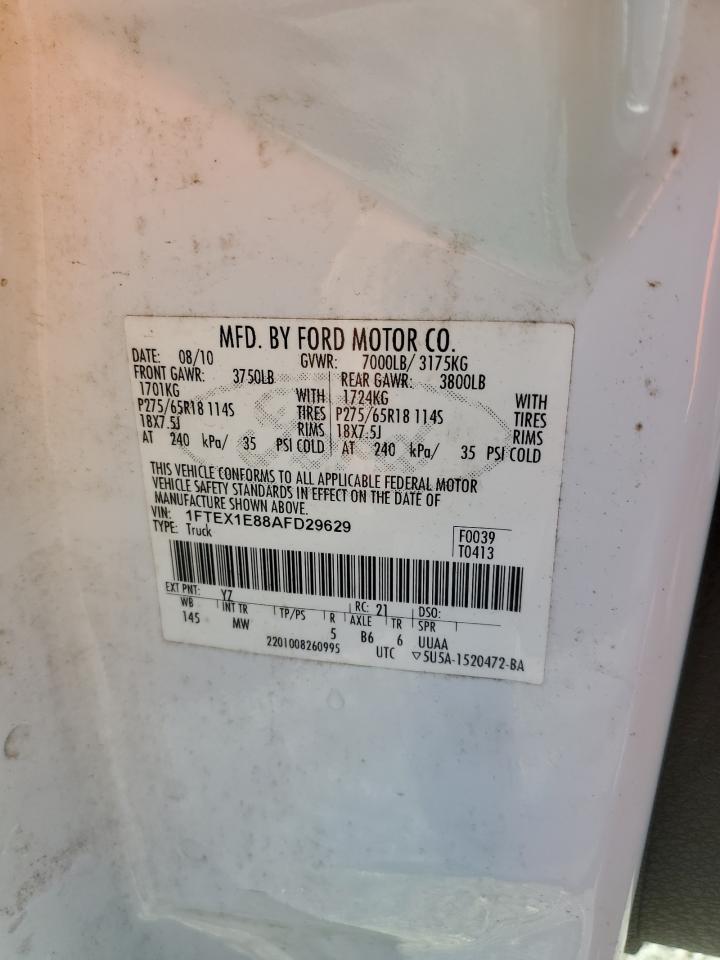 MFD. BY FORD MOTOR CO.
DATE: 08/10 GVWR: 7000LB/ 3175KG
FRONT GAWR: 3750LB REAR GAWR: 3800LB
1701KG WITH 1724KG WITH
P275/65R18 114S TIRES P275/65R18 114S TIRES
18X7.5J RIMS 18X7.5J RIMS
AT 240 kPa/ 35 PSI COLD AT 240 kPa/ 35 PSI COLD
THIS VEHICLE CONFORMS TO ALL APPLICABLE FEDERAL MOTOR
VEHICLE SAFETY STANDARDS IN EFFECT ON THE DATE OF
MANUFACTURE SHOWN ABOVE.
VIN: 1FTEX1E88AFD29629 F0039
TYPE: Truck T0413
EXT PNT: YZ RC: 21 DSO:
WB INT TR TP/PS R AXLE TR SPR
145 MW 5 B6 6 UUAA
2201008260995 UTC ▽5U5A-1520472-BA